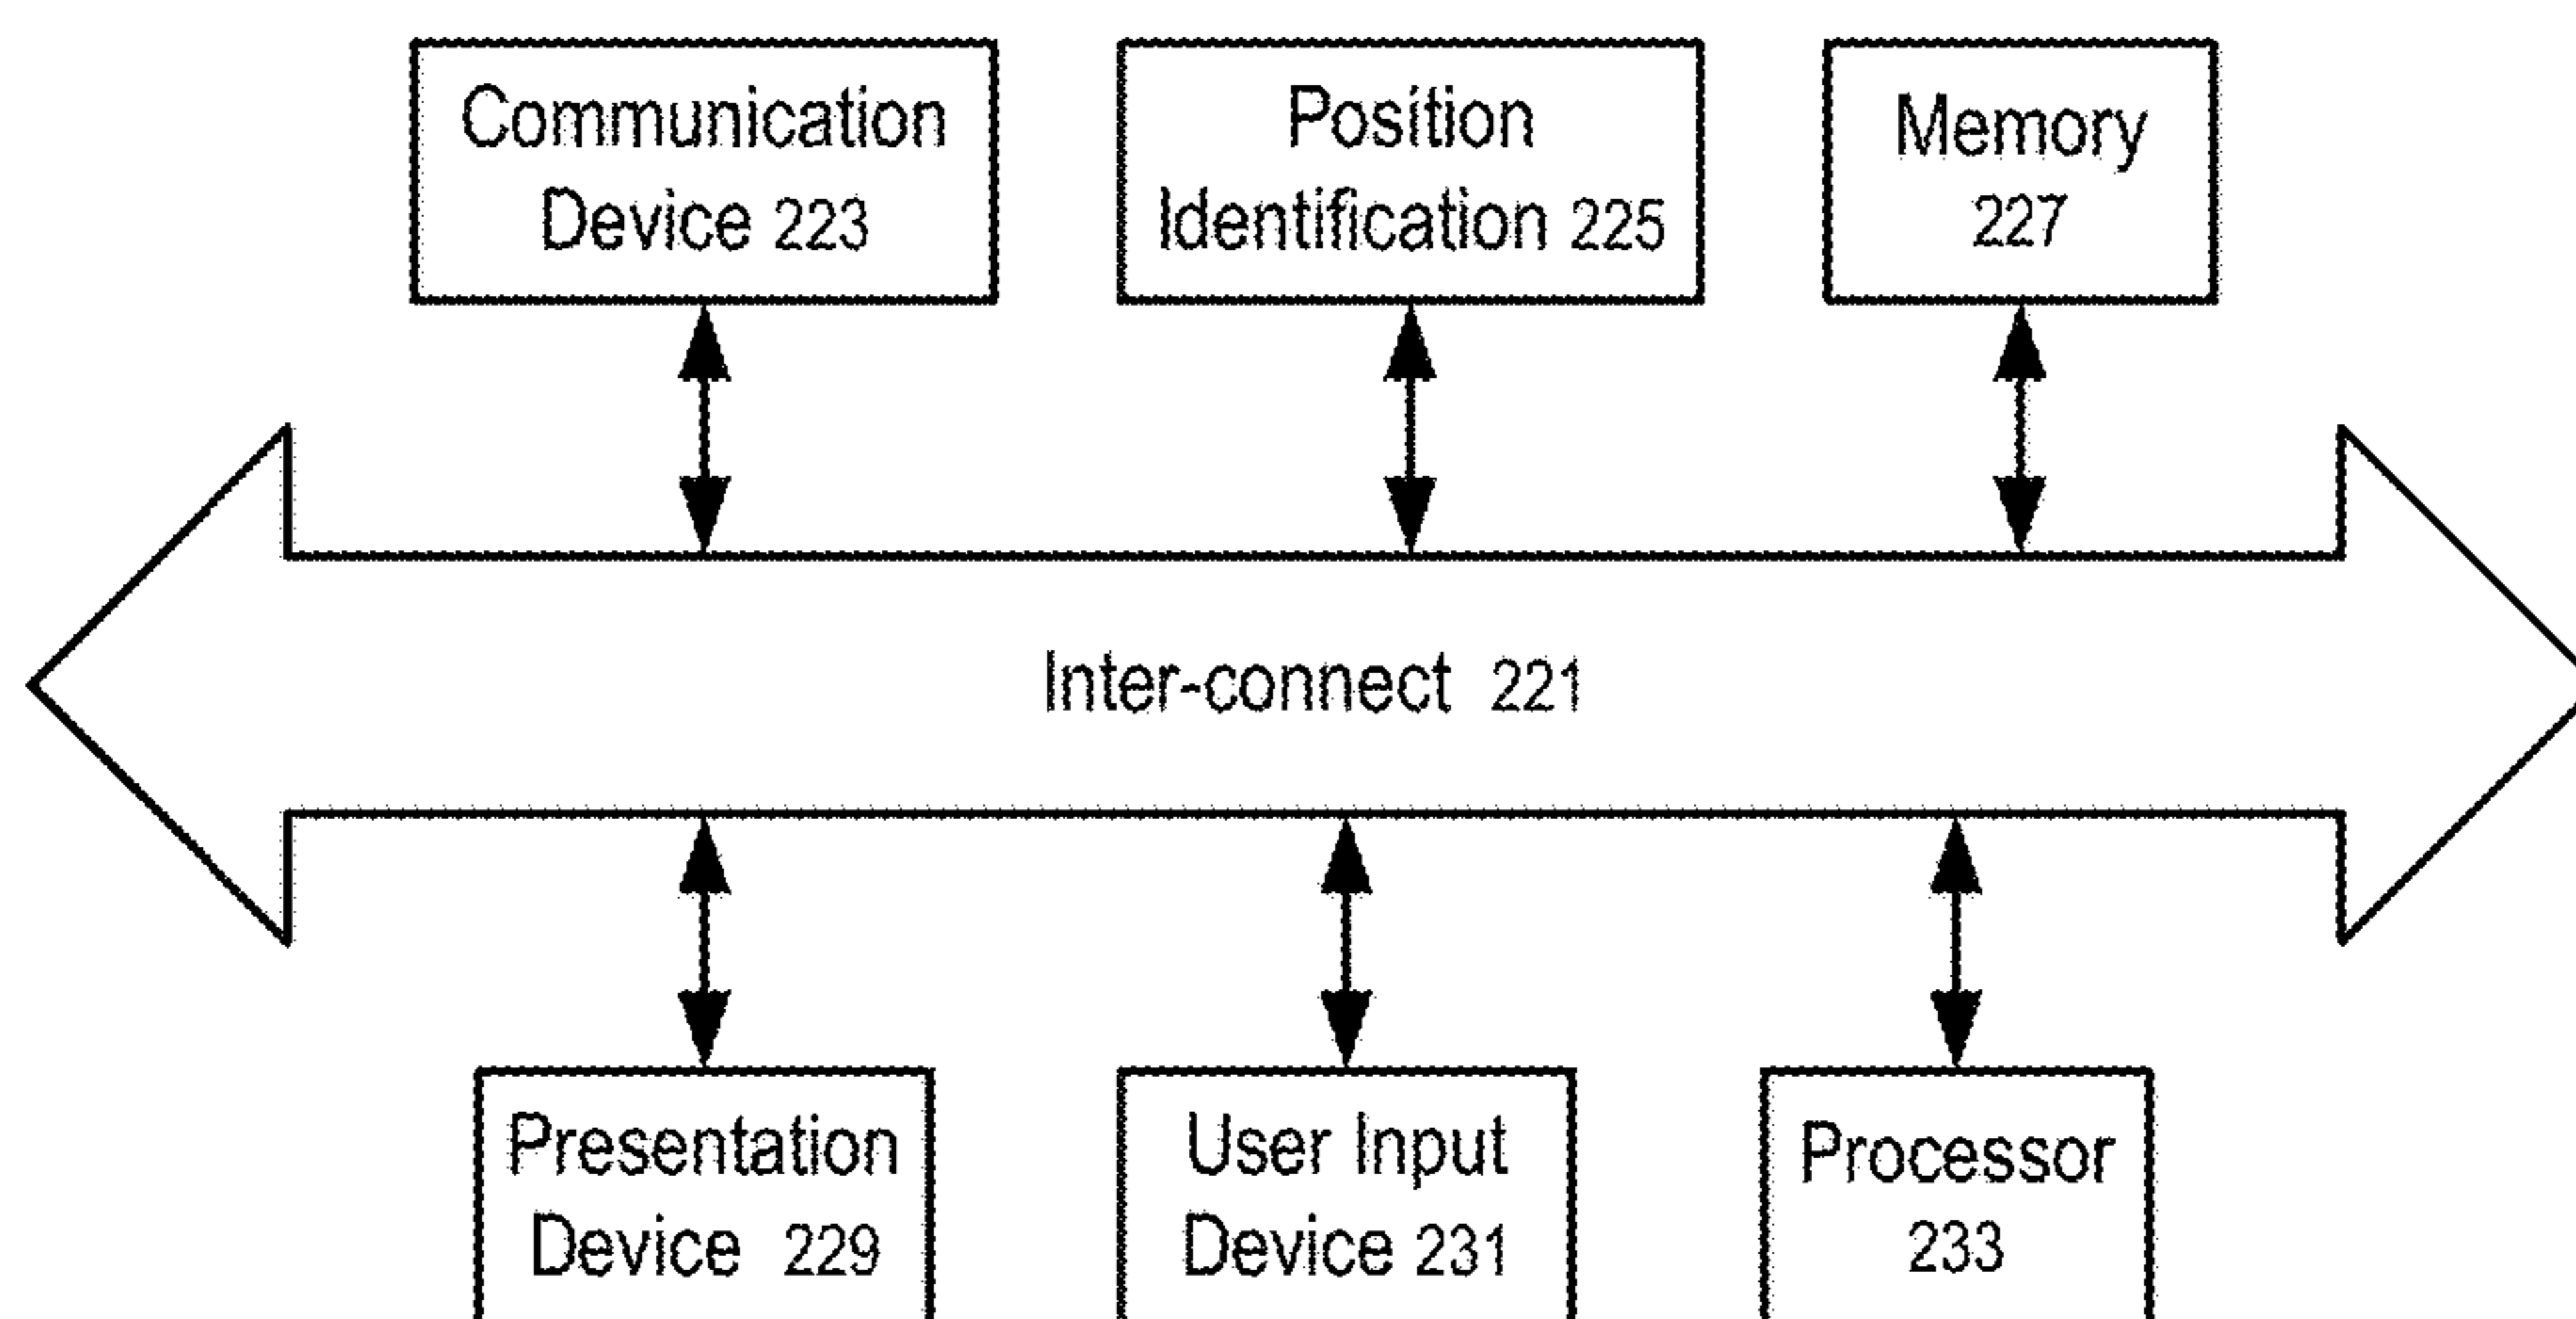 Communication
Device 223
Position
Identification 225
Memory
227
Inter-connect 221
Presentation
Device 229
User Input
Device 231
Processor
233